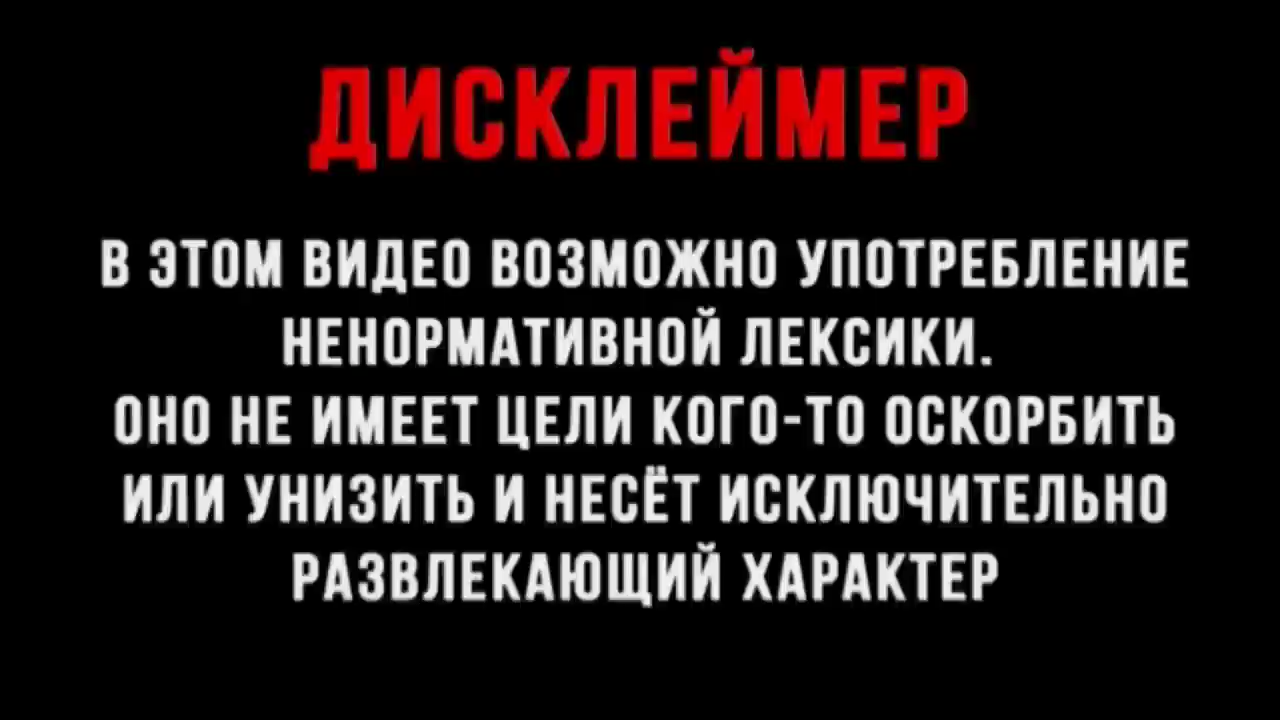 ДИСКЛЕЙМЕР
В ЭТОМ ВИДЕО ВОЗМОЖНО УПОТРЕБЛЕНИЕ
НЕНОРМАТИВНОЙ ЛЕКСИКИ.
ОНО НЕ ИМЕЕТ ЦЕЛИ КОГО-ТО ОСКОРБИТЬ
ИЛИ УНИЗИТЬ И НЕСЁТ ИСКЛЮЧИТЕЛЬНО
РАЗВЛЕКАЮЩИЙ ХАРАКТЕР